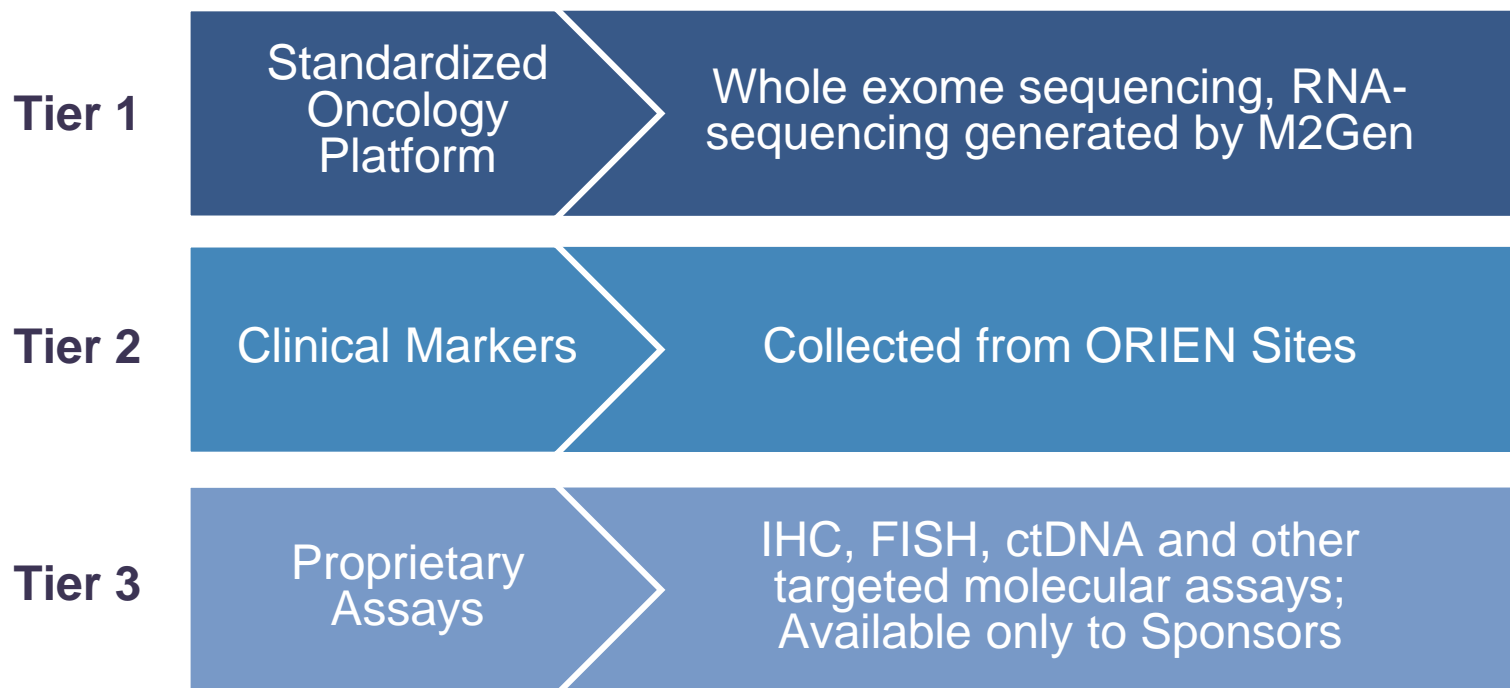 Tier 1
Standardized
Oncology
Platform
Whole exome sequencing, RNA-
sequencing generated by M2Gen
Tier 2
Clinical Markers
Collected from ORIEN Sites
Tier 3
Proprietary
Assays
IHC, FISH, ctDNA and other
targeted molecular assays;
Available only to Sponsors